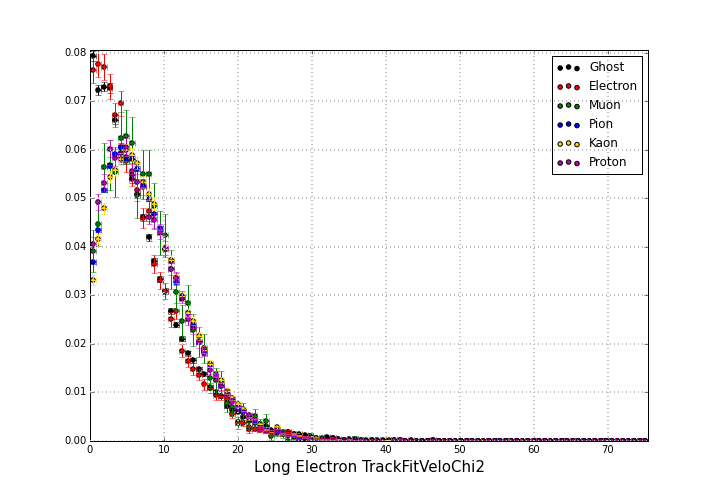 0.08
0.07
0.06
0.05
0.04
0.03
0.02
0.01
0.00
0 10 20 30 40 50 60 70
Long Electron TrackFitVeloChi2
Ghost
Electron
Muon
Pion
Kaon
Proton